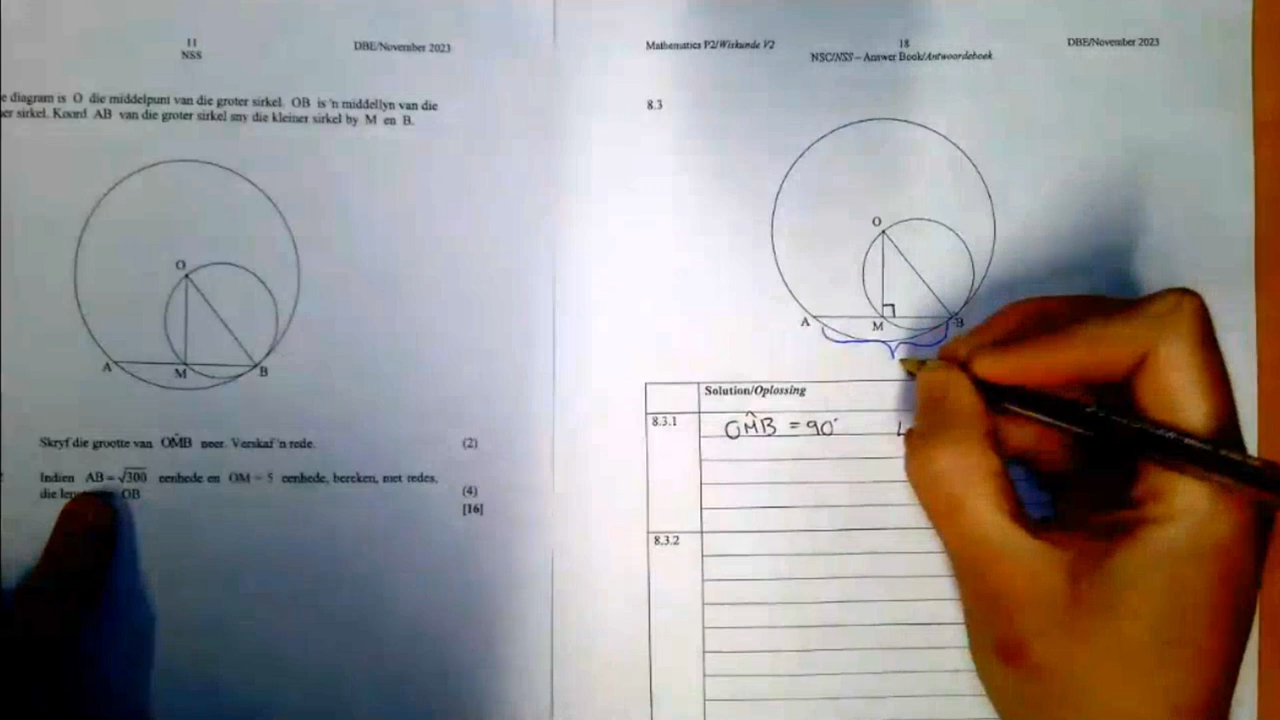 11
NSS
DBE/November 2023
e diagram is O die middelpunt van die groter sirkel. OB is 'n middellyn van die
er sirkel. Koord AB van die groter sirkel sny die kleiner sirkel by M en B.
O
A
M
B
Skryf die grootte van OM̂B neer. Verskaf 'n rede.
(2)
Indien AB = √300 eenhede en OM = 5 eenhede, bereken, met redes,
die OB
(4)
[16]
Mathematics P2/Wiskunde V2
18
NSC/NSS – Answer Book/Antwoordeboek
DBE/November 2023
8.3
O
A
M
B
Solution/Oplossing
8.3.1
OM̂B = 90°
8.3.2